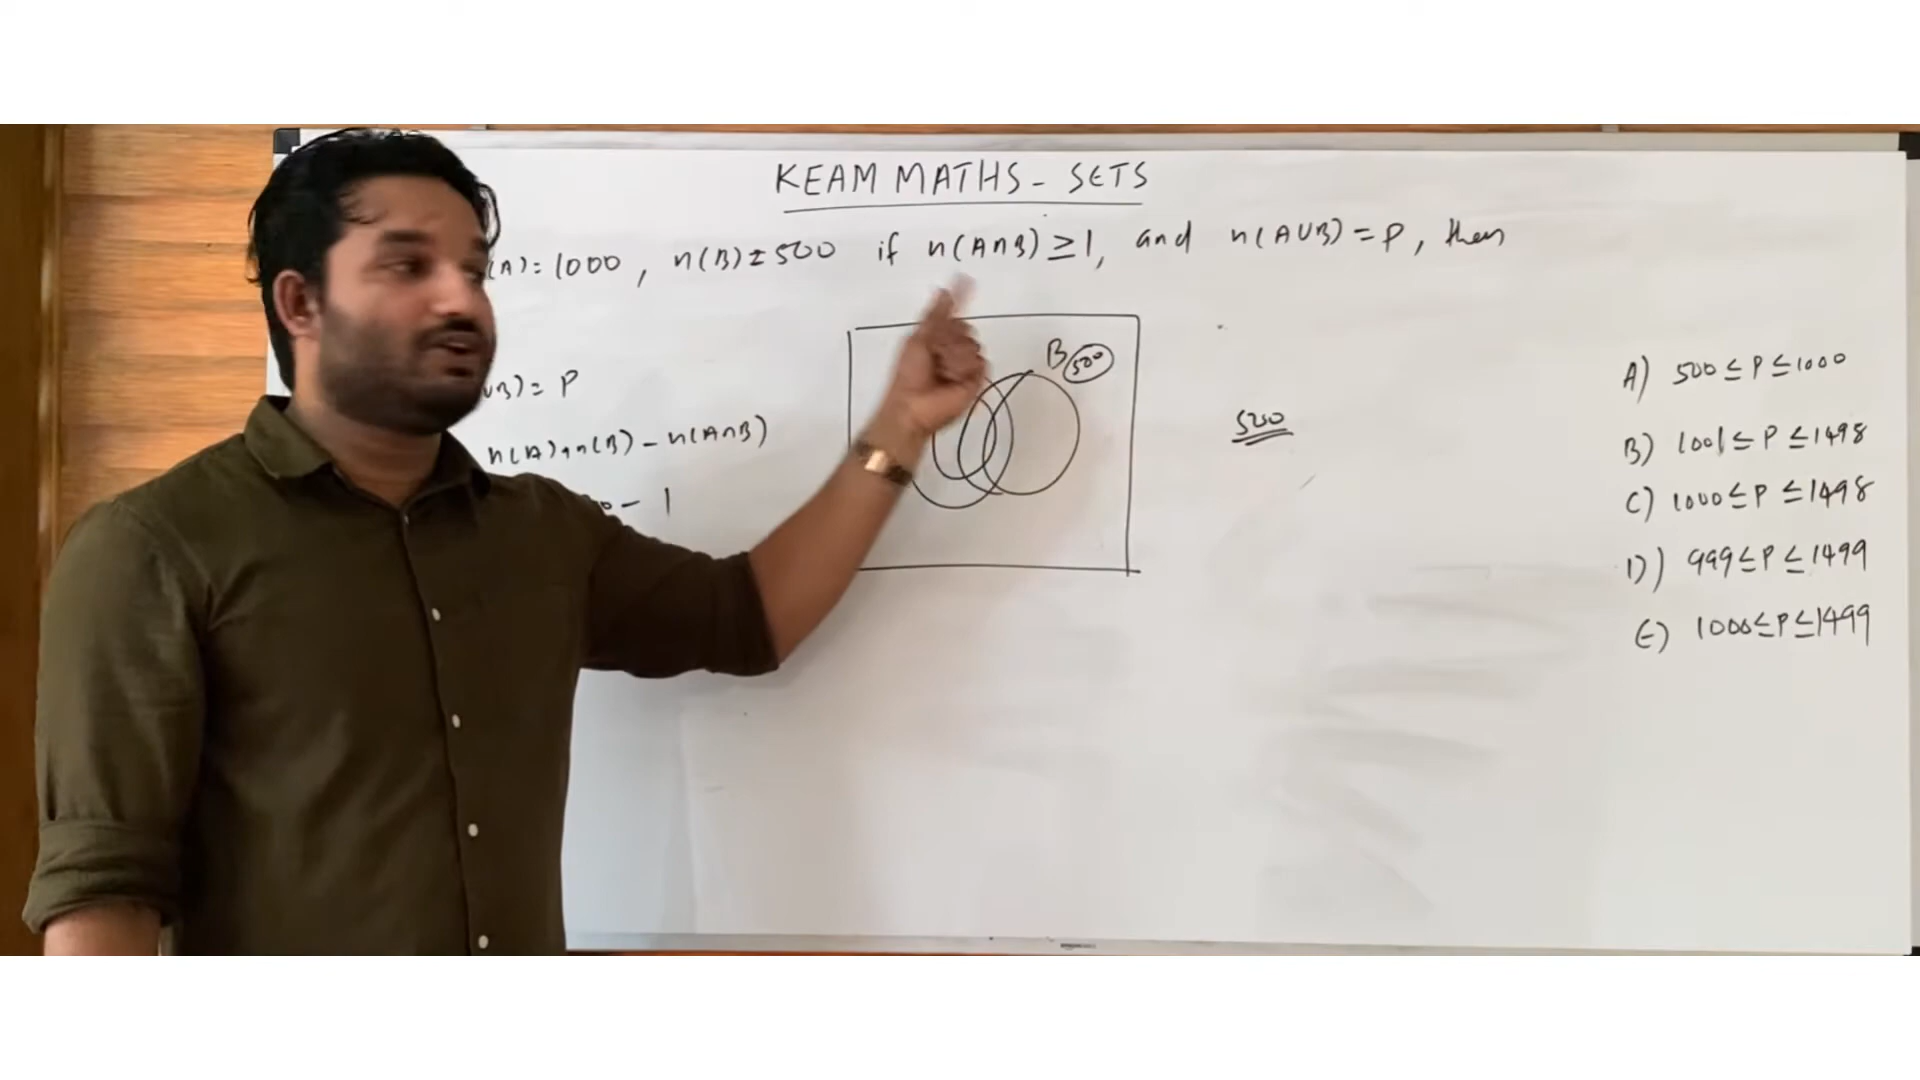 KEAM MATHS - SETS
(A) = 1000, n(B) = 500 if n(A∩B) ≥ 1, and n(A∪B) = P, then
B 500
∪B) = P
n(A)+n(B) - n(A∩B)
0 - 1
500
A) 500 ≤ P ≤ 1000
B) 1001 ≤ P ≤ 1498
C) 1000 ≤ P ≤ 1498
D) 999 ≤ P ≤ 1499
E) 1000 ≤ P ≤ 1499